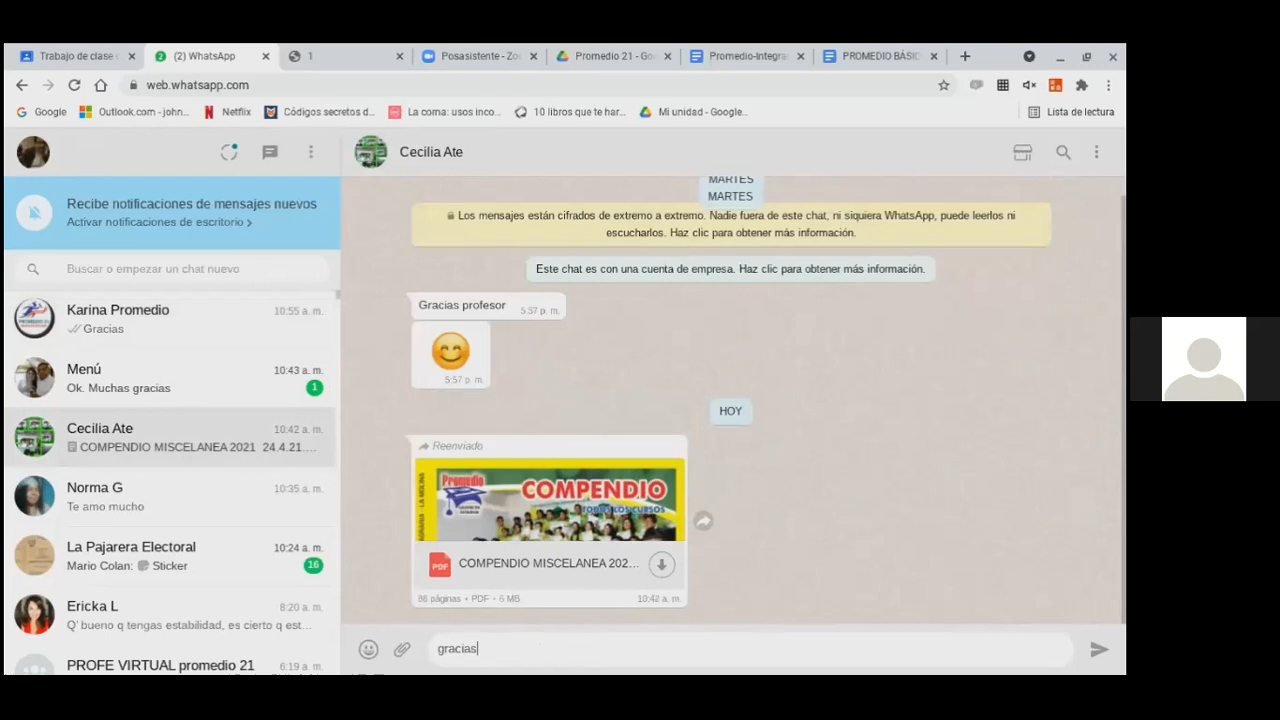 Trabajo de clase
(2) WhatsApp
1
Posasistente - Zo
Promedio 21 - Go
Promedio-Integra
PROMEDIO BÁSIC
web.whatsapp.com
Google
Outlook.com - john...
Netflix
Códigos secretos d...
La coma: usos inco...
10 libros que te har...
Mi unidad - Google...
Lista de lectura
Cecilia Ate
Recibe notificaciones de mensajes nuevos
Activar notificaciones de escritorio >
Buscar o empezar un chat nuevo
Karina Promedio 10:55 a. m.
Gracias
Menú 10:43 a. m.
Ok. Muchas gracias 1
Cecilia Ate 10:42 a. m.
COMPENDIO MISCELANEA 2021 24.4.21....
Norma G 10:35 a. m.
Te amo mucho
La Pajarera Electoral 10:24 a. m.
Mario Colan: Sticker 16
Ericka L 8:20 a. m.
Q' bueno q tengas estabilidad, es cierto q est...
PROFE VIRTUAL promedio 21 6:19 a. m.
MARTES
MARTES
Los mensajes están cifrados de extremo a extremo. Nadie fuera de este chat, ni siquiera WhatsApp, puede leerlos ni
escucharlos. Haz clic para obtener más información.
Este chat es con una cuenta de empresa. Haz clic para obtener más información.
Gracias profesor 5:57 p. m.
5:57 p. m.
HOY
Reenviado
Promedio
COMPENDIO
TODOS LOS CURSOS
AGRARIA - LA MOLINA
PDF COMPENDIO MISCELANEA 202...
86 páginas • PDF • 6 MB 10:42 a. m.
gracias